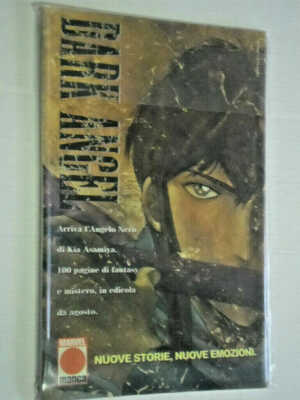 DARK ANGEL
Arriva l'Angelo Nero
di Kia Asamiya.
100 pagine di fantasy
e mistero, in edicola
da agosto.
MARVEL
manga
NUOVE STORIE, NUOVE EMOZIONI.